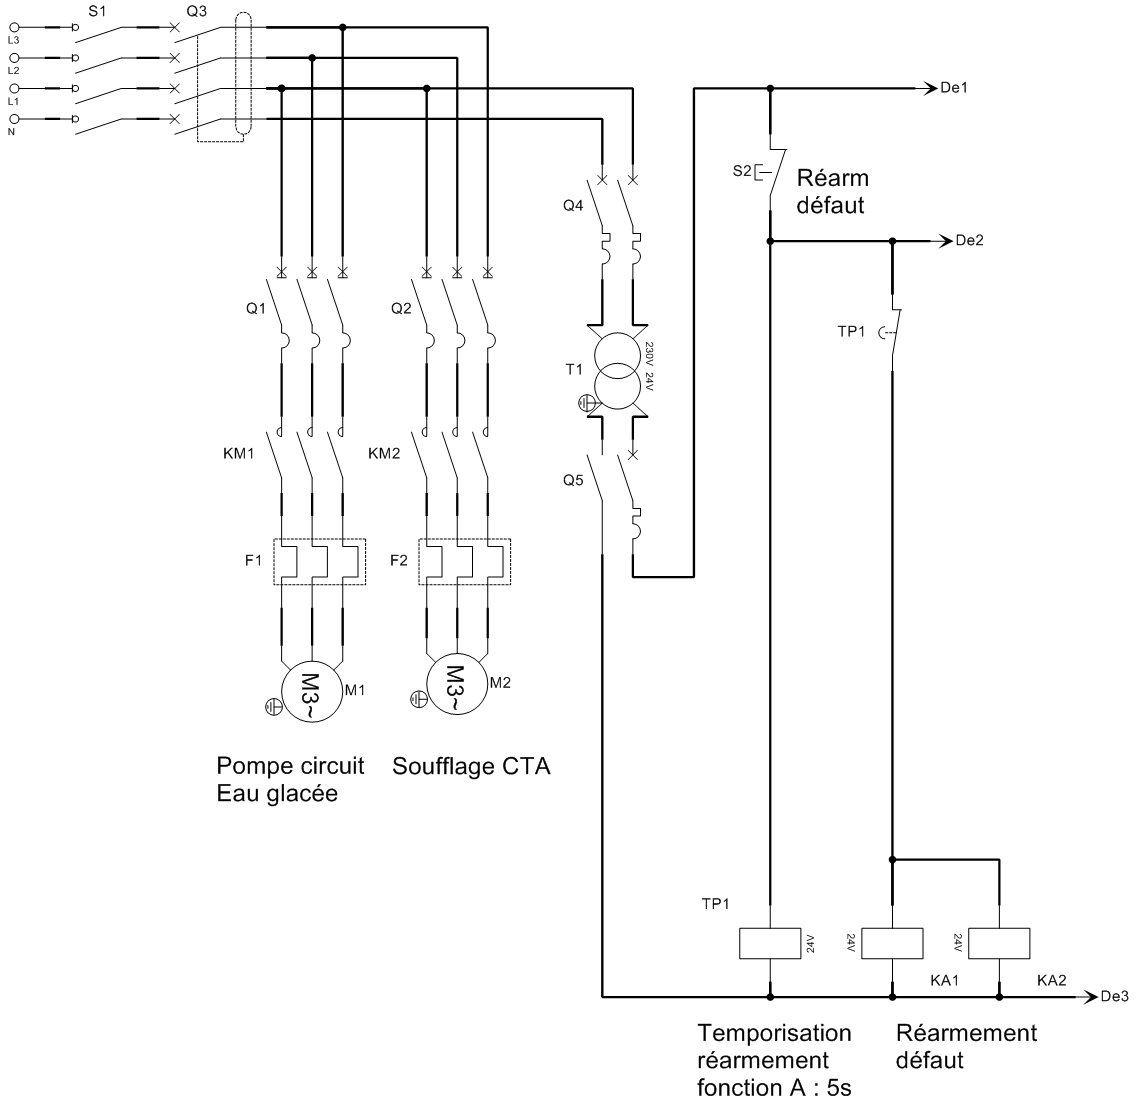 S1
Q3
L3
L2
L1
N
De1
S2
Réarm
défaut
Q4
De2
Q1
Q2
TP1
T1
230V
24V
KM1
KM2
Q5
F1
F2
M3~
M1
M3~
M2
Pompe circuit
Eau glacée
Soufflage CTA
TP1
24V
24V
24V
KA1
KA2
De3
Temporisation
réarmement
fonction A : 5s
Réarmement
défaut